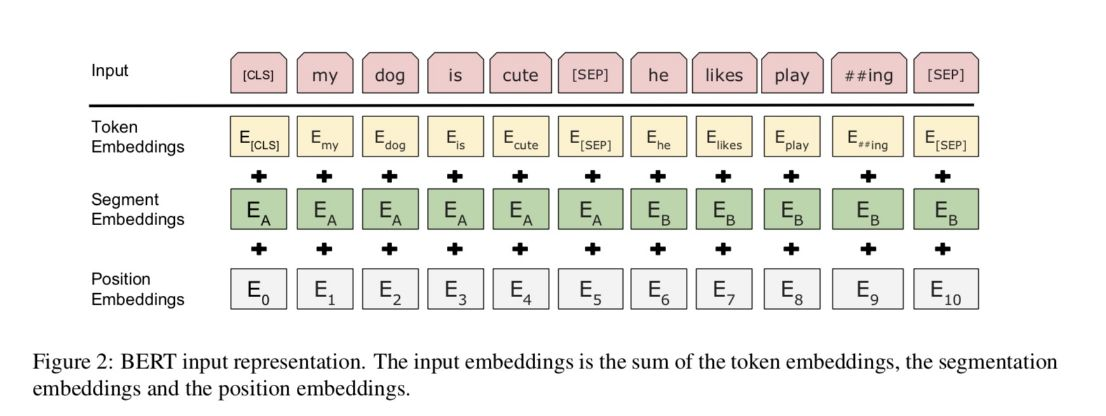 Input [CLS] my dog is cute [SEP] he likes play ##ing [SEP]
Token
Embeddings
E[CLS] Emy Edog Eis Ecute E[SEP] Ehe Elikes Eplay E##ing E[SEP]
+ + + + + + + + + + +
Segment
Embeddings
EA EA EA EA EA EA EB EB EB EB EB
+ + + + + + + + + + +
Position
Embeddings
E0 E1 E2 E3 E4 E5 E6 E7 E8 E9 E10
Figure 2: BERT input representation. The input embeddings is the sum of the token embeddings, the segmentation
embeddings and the position embeddings.